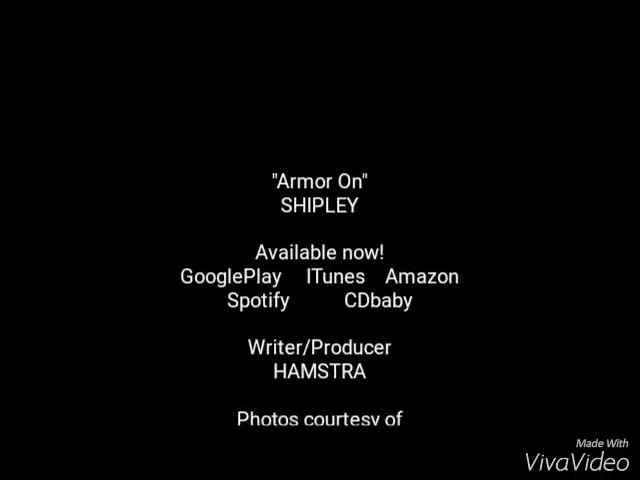 "Armor On"
SHIPLEY
Available now!
GooglePlay ITunes Amazon
Spotify CDbaby
Writer/Producer
HAMSTRA
Photos courtesy of
Made With
VivaVideo